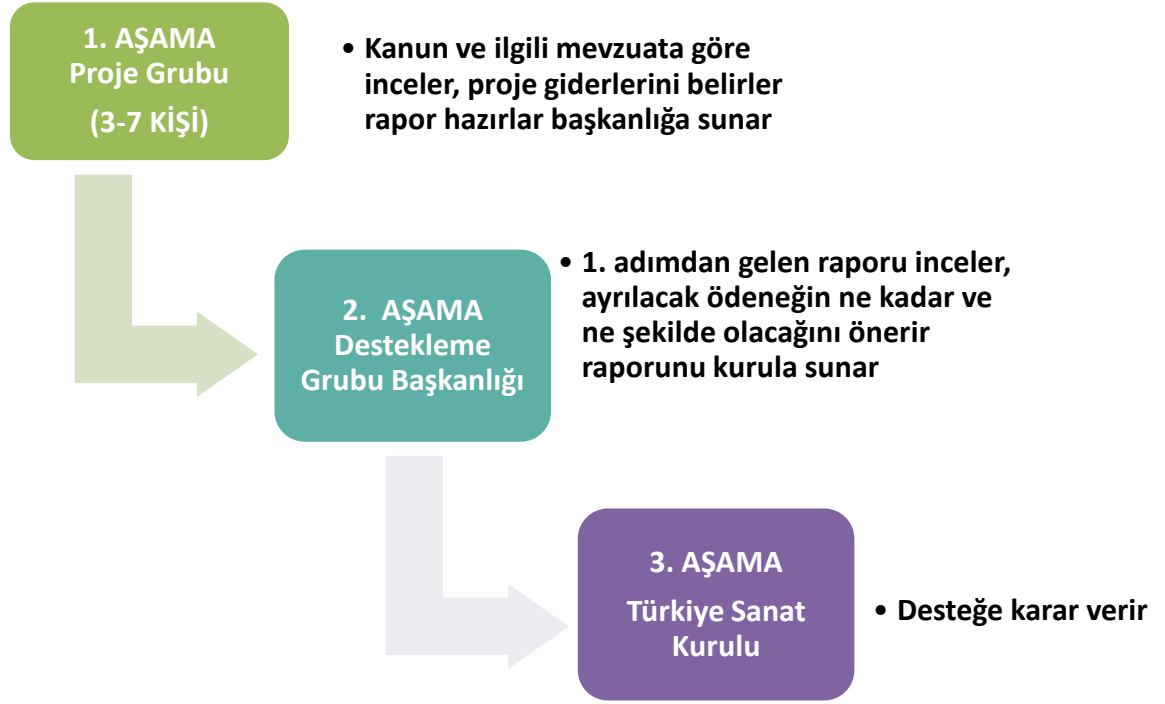 1. AŞAMA
Proje Grubu
(3-7 KİŞİ)
• Kanun ve ilgili mevzuata göre
inceler, proje giderlerini belirler
rapor hazırlar başkanlığa sunar
2. AŞAMA
Destekleme
Grubu Başkanlığı
• 1. adımdan gelen raporu inceler,
ayrılacak ödeneğin ne kadar ve
ne şekilde olacağını önerir
raporunu kurula sunar
3. AŞAMA
Türkiye Sanat
Kurulu
• Desteğe karar verir